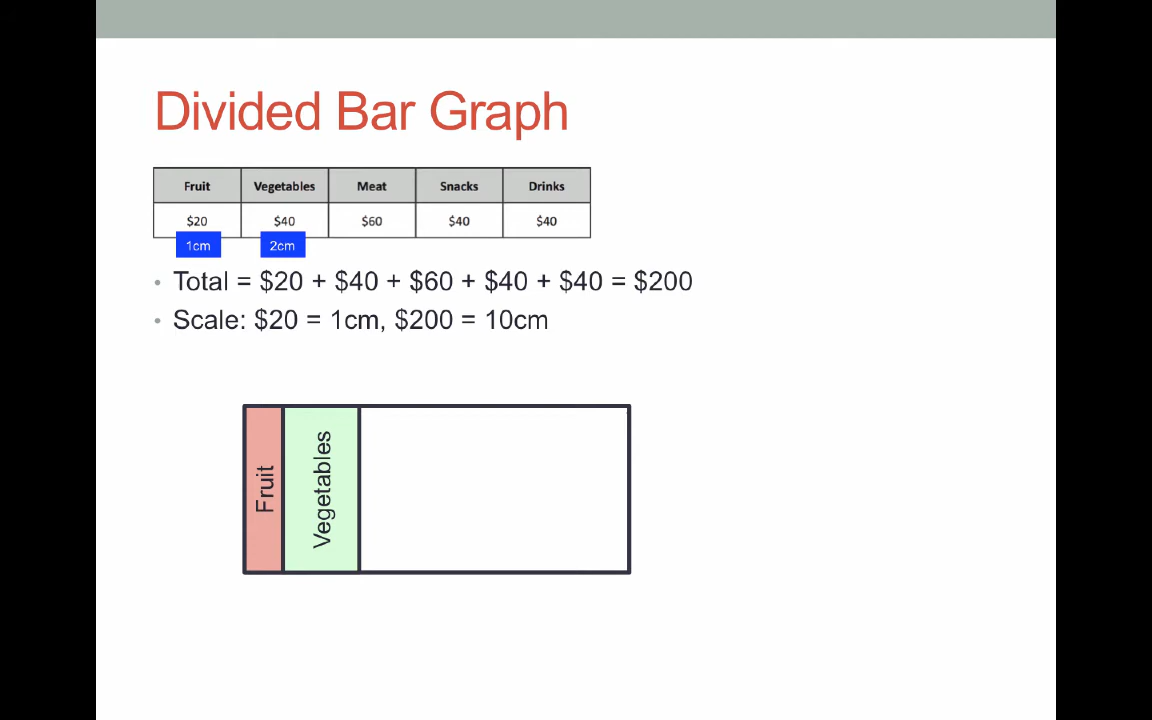 Divided Bar Graph
Fruit Vegetables Meat Snacks Drinks
$20 $40 $60 $40 $40
1cm 2cm
• Total = $20 + $40 + $60 + $40 + $40 = $200
• Scale: $20 = 1cm, $200 = 10cm
Fruit
Vegetables